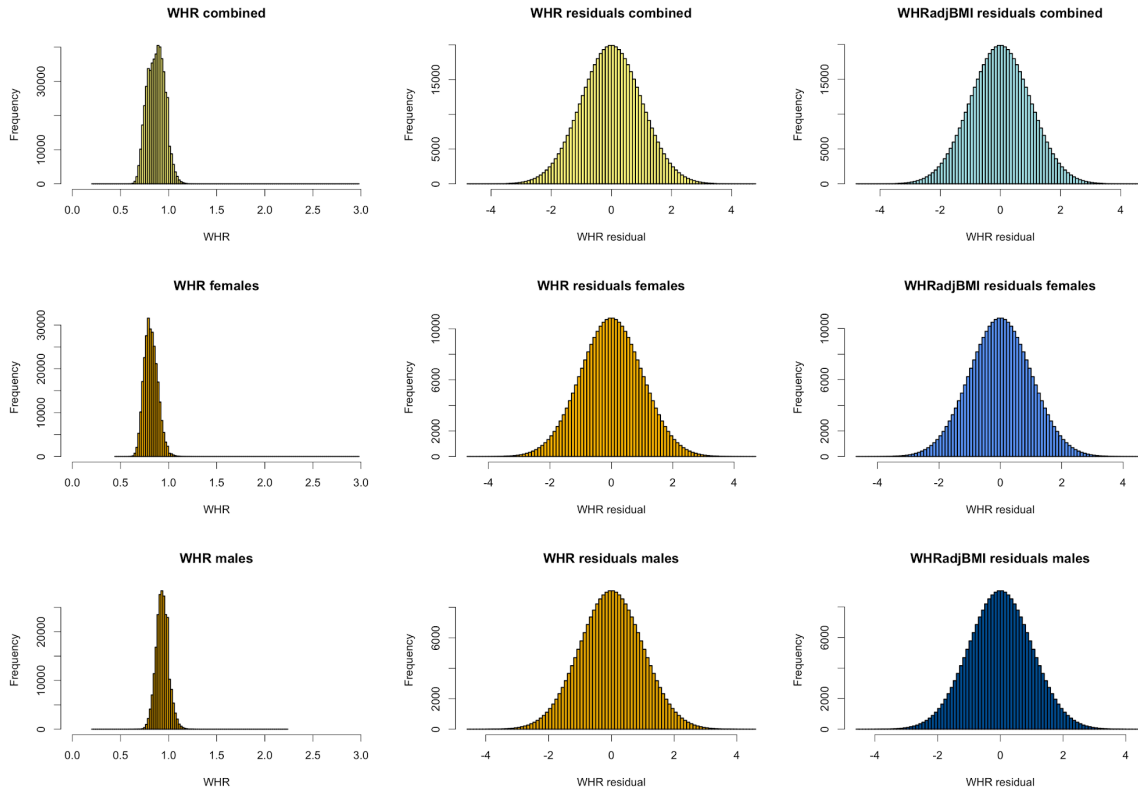 WHR combined
Frequency
0 10000 30000
0.0 0.5 1.0 1.5 2.0 2.5 3.0
WHR
WHR residuals combined
Frequency
0 5000 15000
-4 -2 0 2 4
WHR residual
WHRadjBMI residuals combined
Frequency
0 5000 15000
-4 -2 0 2 4
WHR residual
WHR females
Frequency
0 10000 20000 30000
0.0 0.5 1.0 1.5 2.0 2.5 3.0
WHR
WHR residuals females
Frequency
0 2000 6000 10000
-4 -2 0 2 4
WHR residual
WHRadjBMI residuals females
Frequency
0 2000 6000 10000
-4 -2 0 2 4
WHR residual
WHR males
Frequency
0 10000 20000
0.0 0.5 1.0 1.5 2.0 2.5 3.0
WHR
WHR residuals males
Frequency
0 2000 6000
-4 -2 0 2 4
WHR residual
WHRadjBMI residuals males
Frequency
0 2000 6000
-4 -2 0 2 4
WHR residual